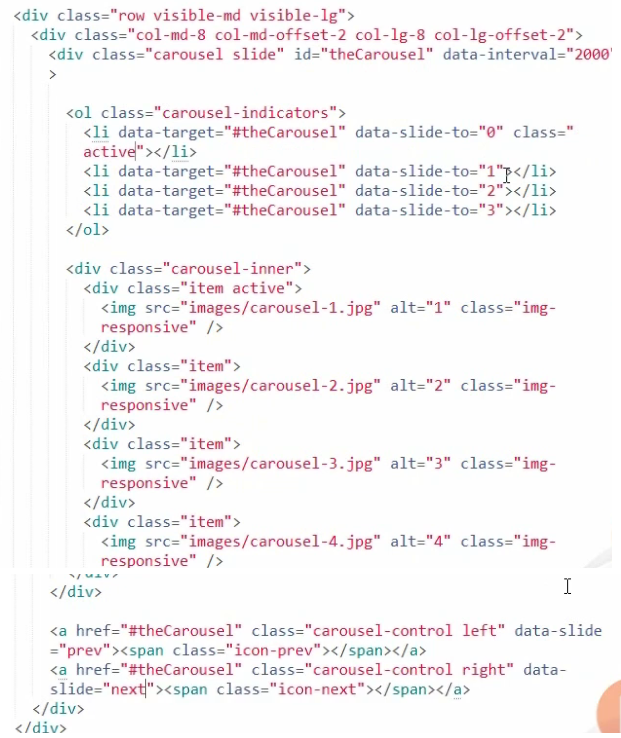 <div class="row visible-md visible-lg">
<div class="col-md-8 col-md-offset-2 col-lg-8 col-lg-offset-2">
<div class="carousel slide" id="theCarousel" data-interval="2000"
>
<ol class="carousel-indicators">
<li data-target="#theCarousel" data-slide-to="0" class="
active"></li>
<li data-target="#theCarousel" data-slide-to="1"></li>
<li data-target="#theCarousel" data-slide-to="2"></li>
<li data-target="#theCarousel" data-slide-to="3"></li>
</ol>
<div class="carousel-inner">
<div class="item active">
<img src="images/carousel-1.jpg" alt="1" class="img-
responsive" />
</div>
<div class="item">
<img src="images/carousel-2.jpg" alt="2" class="img-
responsive" />
</div>
<div class="item">
<img src="images/carousel-3.jpg" alt="3" class="img-
responsive" />
</div>
<div class="item">
<img src="images/carousel-4.jpg" alt="4" class="img-
responsive" />
</div>
</div>
<a href="#theCarousel" class="carousel-control left" data-slide
="prev"><span class="icon-prev"></span></a>
<a href="#theCarousel" class="carousel-control right" data-
slide="next"><span class="icon-next"></span></a>
</div>
</div>